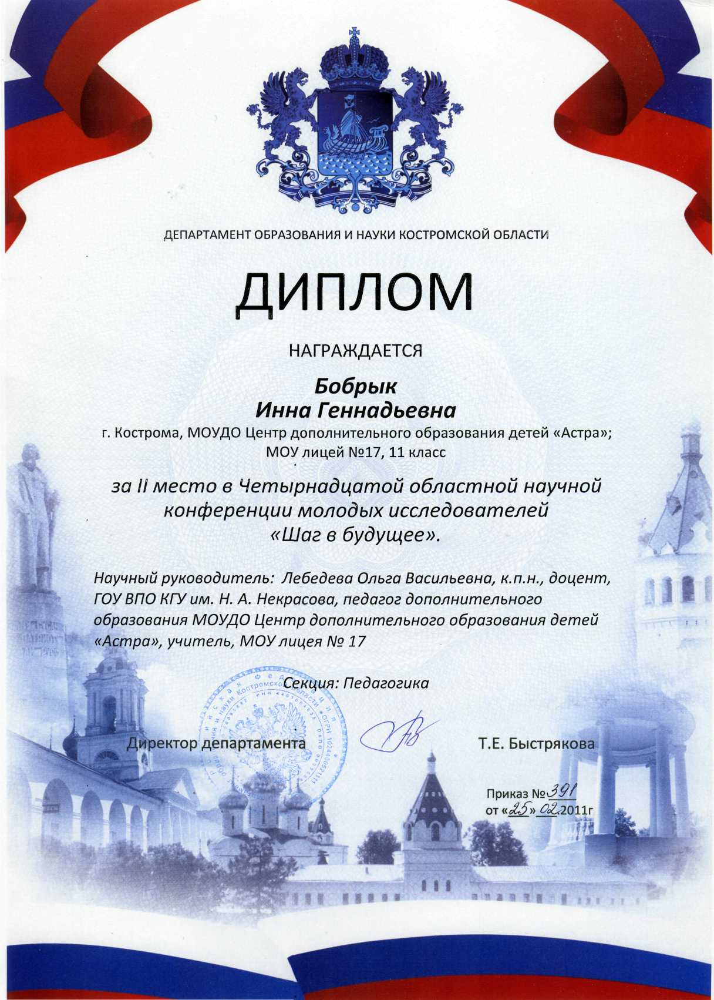 ДЕПАРТАМЕНТ ОБРАЗОВАНИЯ И НАУКИ КОСТРОМСКОЙ ОБЛАСТИ
ДИПЛОМ
НАГРАЖДАЕТСЯ
Бобрык
Инна Геннадьевна
г. Кострома, МОУДО Центр дополнительного образования детей «Астра»;
МОУ лицей №17, 11 класс
за II место в Четырнадцатой областной научной
конференции молодых исследователей
«Шаг в будущее».
Научный руководитель: Лебедева Ольга Васильевна, к.п.н., доцент,
ГОУ ВПО КГУ им. Н. А. Некрасова, педагог дополнительного
образования МОУДО Центр дополнительного образования детей
«Астра», учитель, МОУ лицея № 17
Секция: Педагогика
Директор департамента Т.Е. Быстрякова
Приказ № 391
от «25» 02.2011г